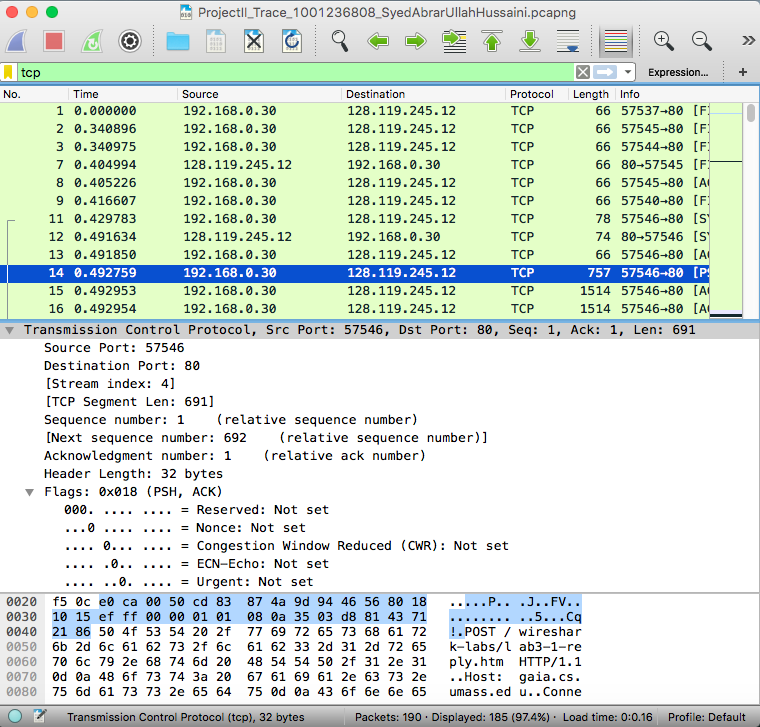 ProjectII_Trace_1001236808_SyedAbrarUllahHussaini.pcapng
tcp Expression... +
No. Time Source Destination Protocol Length Info
1 0.000000 192.168.0.30 128.119.245.12 TCP 66 57537→80 [F
2 0.340896 192.168.0.30 128.119.245.12 TCP 66 57545→80 [F
3 0.340975 192.168.0.30 128.119.245.12 TCP 66 57544→80 [F
7 0.404994 128.119.245.12 192.168.0.30 TCP 66 80→57545 [F
8 0.405226 192.168.0.30 128.119.245.12 TCP 66 57545→80 [A
9 0.416607 192.168.0.30 128.119.245.12 TCP 66 57540→80 [F
11 0.429783 192.168.0.30 128.119.245.12 TCP 78 57546→80 [S
12 0.491634 128.119.245.12 192.168.0.30 TCP 74 80→57546 [S
13 0.491850 192.168.0.30 128.119.245.12 TCP 66 57546→80 [A
14 0.492759 192.168.0.30 128.119.245.12 TCP 757 57546→80 [P
15 0.492953 192.168.0.30 128.119.245.12 TCP 1514 57546→80 [A
16 0.492954 192.168.0.30 128.119.245.12 TCP 1514 57546→80 [A
Transmission Control Protocol, Src Port: 57546, Dst Port: 80, Seq: 1, Ack: 1, Len: 691
Source Port: 57546
Destination Port: 80
[Stream index: 4]
[TCP Segment Len: 691]
Sequence number: 1 (relative sequence number)
[Next sequence number: 692 (relative sequence number)]
Acknowledgment number: 1 (relative ack number)
Header Length: 32 bytes
Flags: 0x018 (PSH, ACK)
000. .... .... = Reserved: Not set
...0 .... .... = Nonce: Not set
.... 0... .... = Congestion Window Reduced (CWR): Not set
.... .0.. .... = ECN-Echo: Not set
.... ..0. .... = Urgent: Not set
0020 f5 0c e0 ca 00 50 cd 83 87 4a 9d 94 46 56 80 18 .....P.. .J..FV..
0030 10 15 ef ff 00 00 01 01 08 0a 35 03 d8 81 43 71 ........ ..5...Cq
0040 21 86 50 4f 53 54 20 2f 77 69 72 65 73 68 61 72 !.POST / wireshar
0050 6b 2d 6c 61 62 73 2f 6c 61 62 33 2d 31 2d 72 65 k-labs/l ab3-1-re
0060 70 6c 79 2e 68 74 6d 20 48 54 54 50 2f 31 2e 31 ply.htm HTTP/1.1
0070 0d 0a 48 6f 73 74 3a 20 67 61 69 61 2e 63 73 2e ..Host: gaia.cs.
0080 75 6d 61 73 73 2e 65 64 75 0d 0a 43 6f 6e 6e 65 umass.ed u..Conne
Transmission Control Protocol (tcp), 32 bytes Packets: 190 · Displayed: 185 (97.4%) · Load time: 0:0.16 Profile: Default